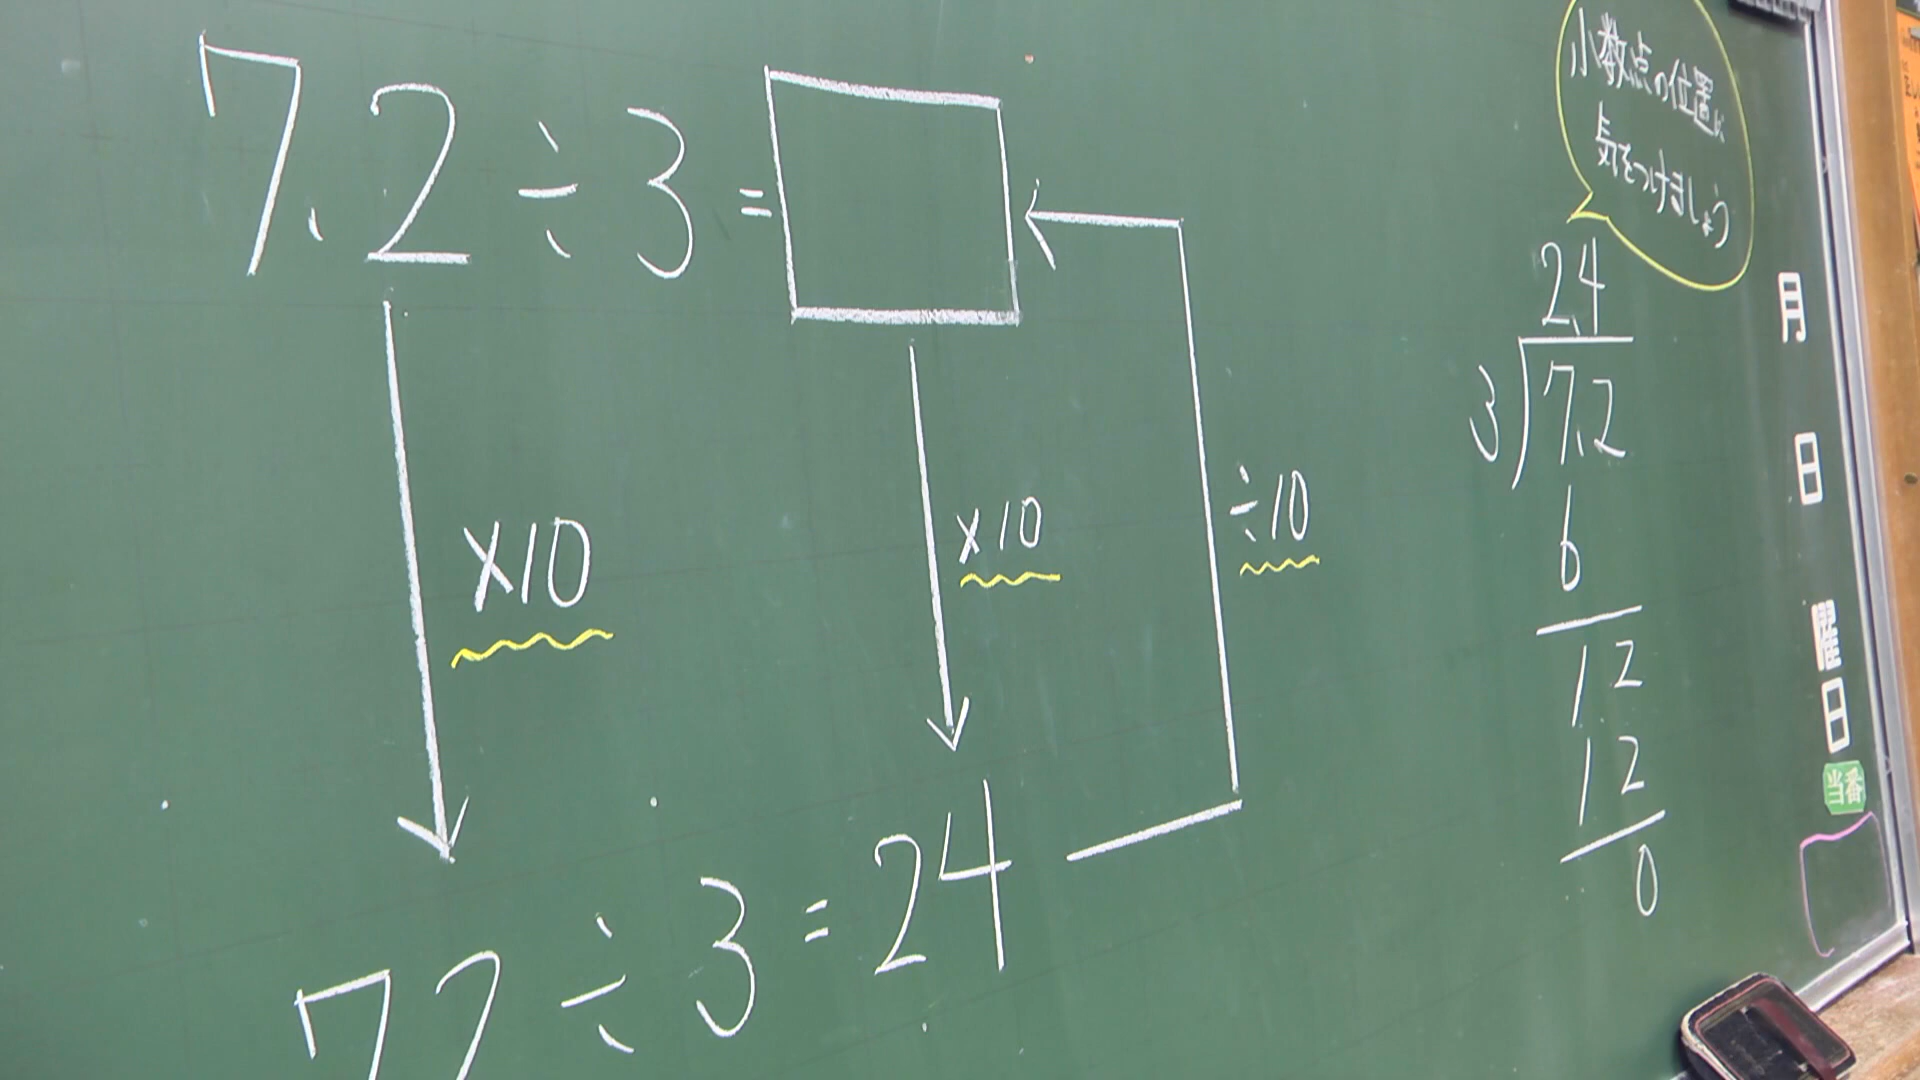 7.2÷3=□
×10
×10
÷10
72÷3=24
小数点の位置に
気をつけましょう
2.4
3)7.2
6
12
12
0
月
日
曜
日
当番